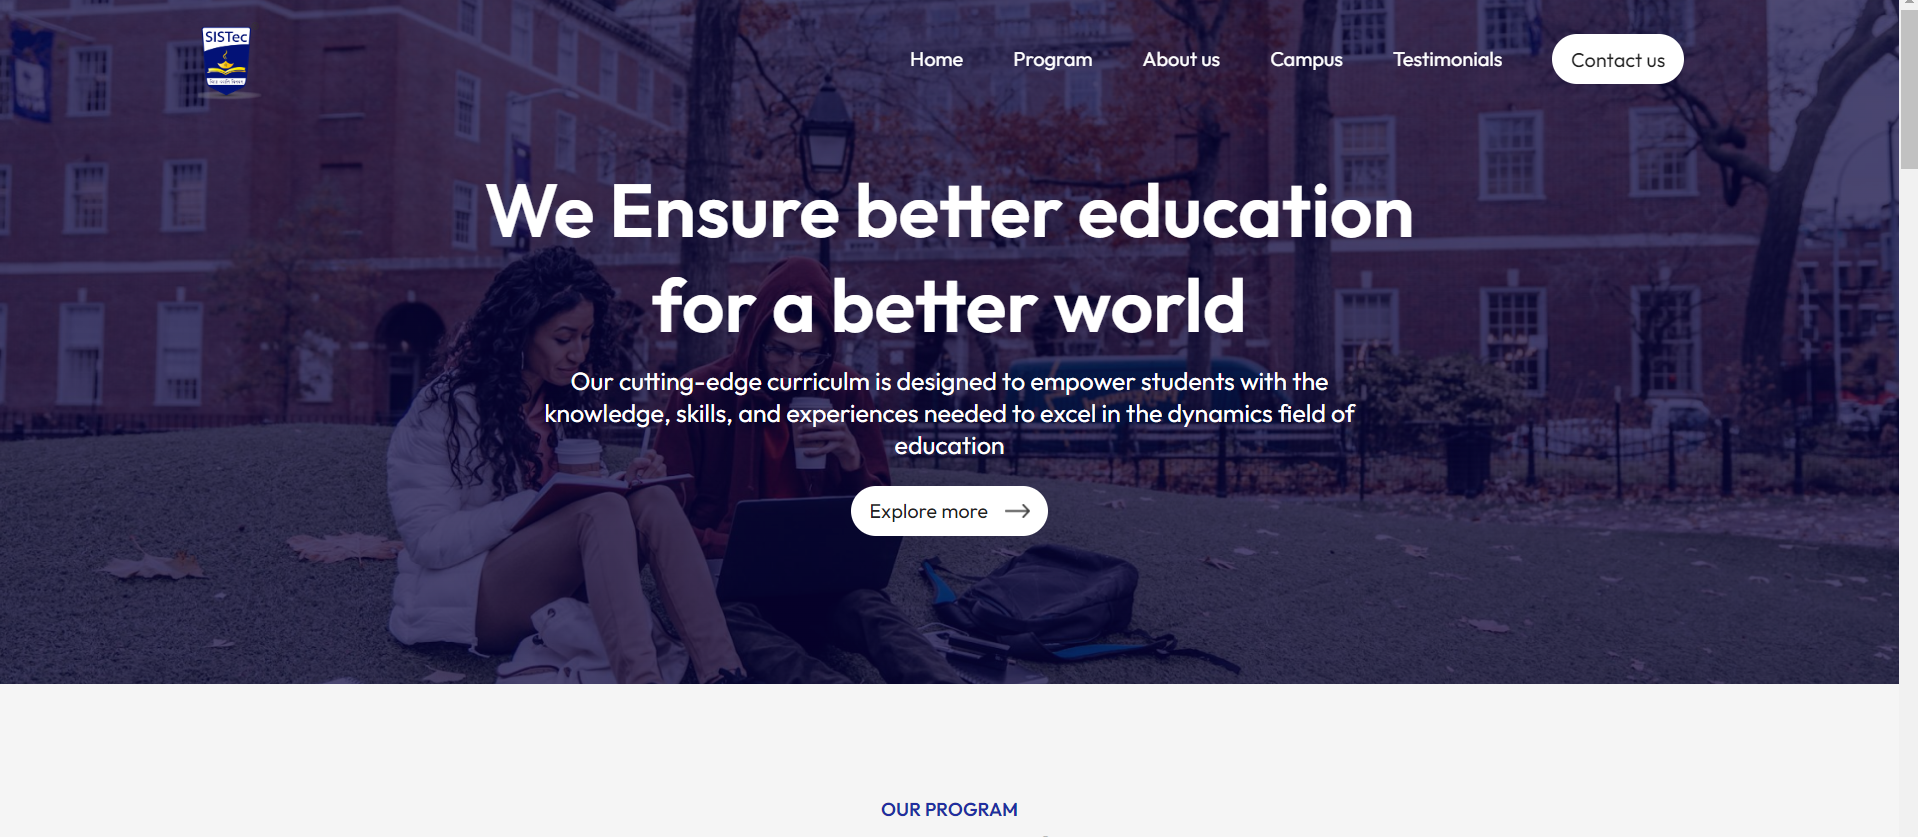 SISTec
Home Program About us Campus Testimonials Contact us
We Ensure better education
for a better world
Our cutting-edge curriculm is designed to empower students with the
knowledge, skills, and experiences needed to excel in the dynamics field of
education
Explore more
OUR PROGRAM